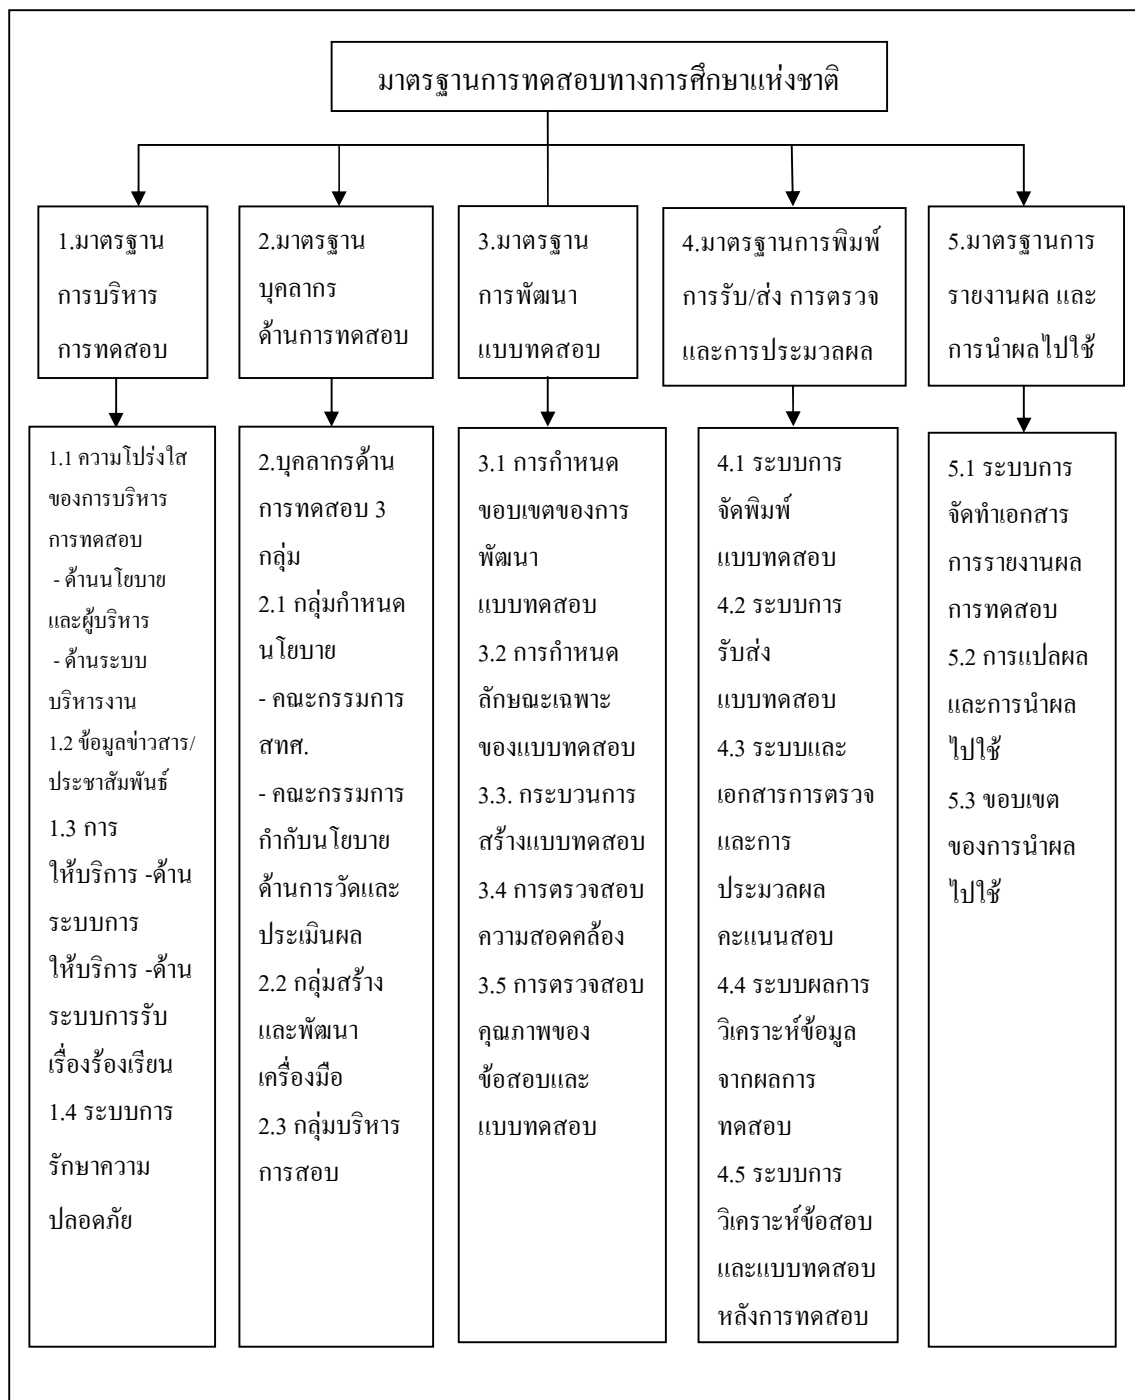 มาตรฐานการทดสอบทางการศึกษาแห่งชาติ
1.มาตรฐาน
การบริหาร
การทดสอบ
2.มาตรฐาน
บุคลากร
ด้านการทดสอบ
3.มาตรฐาน
การพัฒนา
แบบทดสอบ
4.มาตรฐานการพิมพ์
การรับ/ส่ง การตรวจ
และการประมวลผล
5.มาตรฐานการ
รายงานผล และ
การนำผลไปใช้
1.1 ความโปร่งใส
ของการบริหาร
การทดสอบ
- ด้านนโยบาย
และผู้บริหาร
- ด้านระบบ
บริหารงาน
1.2 ข้อมูลข่าวสาร/
ประชาสัมพันธ์
1.3 การ
ให้บริการ -ด้าน
ระบบการ
ให้บริการ -ด้าน
ระบบการรับ
เรื่องร้องเรียน
1.4 ระบบการ
รักษาความ
ปลอดภัย
2.บุคลากรด้าน
การทดสอบ 3
กลุ่ม
2.1 กลุ่มกำหนด
นโยบาย
- คณะกรรมการ
สทศ.
- คณะกรรมการ
กำกับนโยบาย
ด้านการวัดและ
ประเมินผล
2.2 กลุ่มสร้าง
และพัฒนา
เครื่องมือ
2.3 กลุ่มบริหาร
การสอบ
3.1 การกำหนด
ขอบเขตของการ
พัฒนา
แบบทดสอบ
3.2 การกำหนด
ลักษณะเฉพาะ
ของแบบทดสอบ
3.3. กระบวนการ
สร้างแบบทดสอบ
3.4 การตรวจสอบ
ความสอดคล้อง
3.5 การตรวจสอบ
คุณภาพของ
ข้อสอบและ
แบบทดสอบ
4.1 ระบบการ
จัดพิมพ์
แบบทดสอบ
4.2 ระบบการ
รับส่ง
แบบทดสอบ
4.3 ระบบและ
เอกสารการตรวจ
และการ
ประมวลผล
คะแนนสอบ
4.4 ระบบผลการ
วิเคราะห์ข้อมูล
จากผลการ
ทดสอบ
4.5 ระบบการ
วิเคราะห์ข้อสอบ
และแบบทดสอบ
หลังการทดสอบ
5.1 ระบบการ
จัดทำเอกสาร
การรายงานผล
การทดสอบ
5.2 การแปลผล
และการนำผล
ไปใช้
5.3 ขอบเขต
ของการนำผล
ไปใช้